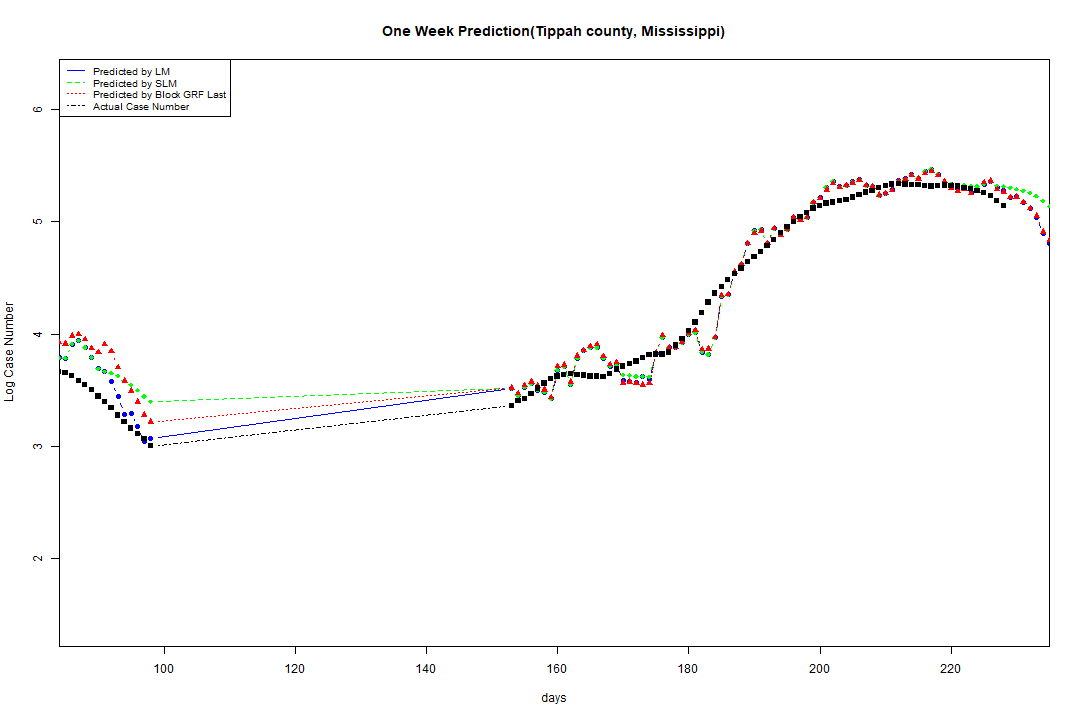 One Week Prediction(Tippah county, Mississippi)
Predicted by LM
Predicted by SLM
Predicted by Block GRF Last
Actual Case Number
6
5
4
3
2
Log Case Number
100 120 140 160 180 200 220
days